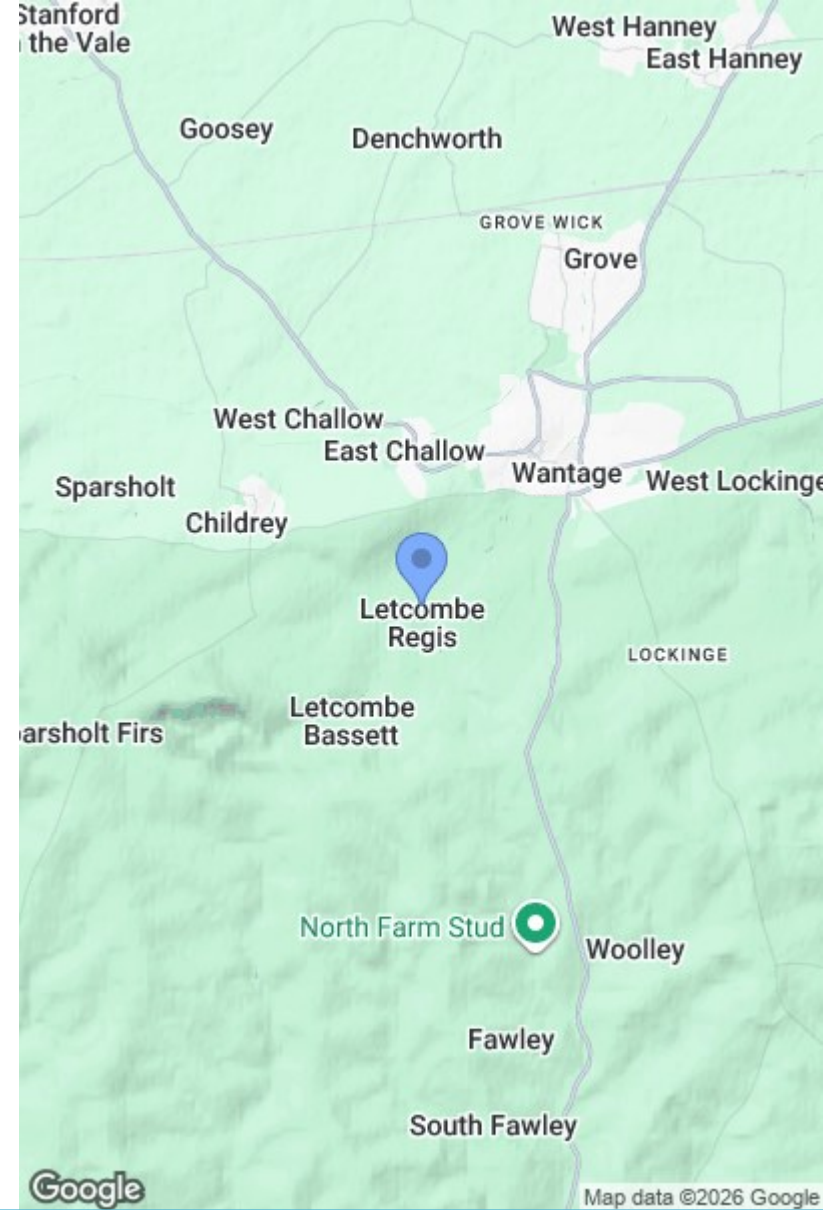 Stanford
the Vale
West Hanney
East Hanney
Goosey
Denchworth
GROVE WICK
Grove
West Challow
East Challow
Wantage
West Lockinge
Sparsholt
Childrey
Letcombe
Regis
LOCKINGE
Letcombe
Bassett
arsholt Firs
North Farm Stud
Woolley
Fawley
South Fawley
Google
Map data ©2026 Google